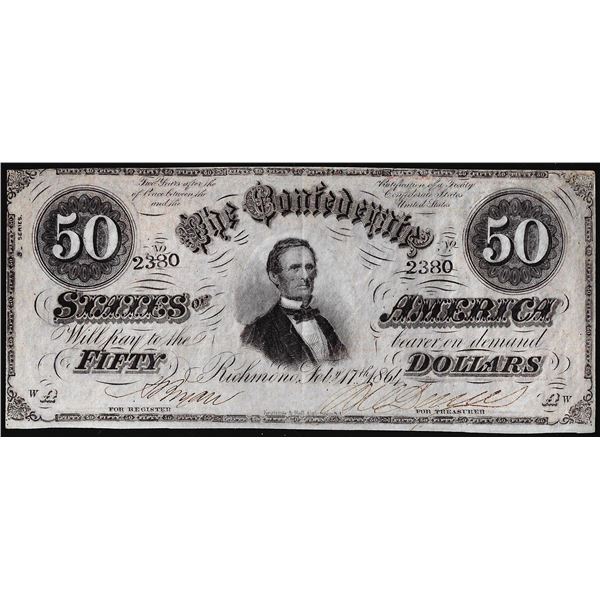 Two Years after the Ratification of a Treaty
of Peace between the Confederate States
and the United States
The Confederate
50 50
SERIES.
No No
2380 2380
STATES OF AMERICA
Will pay to the bearer on demand
FIFTY DOLLARS
Richmond, Feby 17th 1864
W W
FOR REGISTER FOR TREASURER